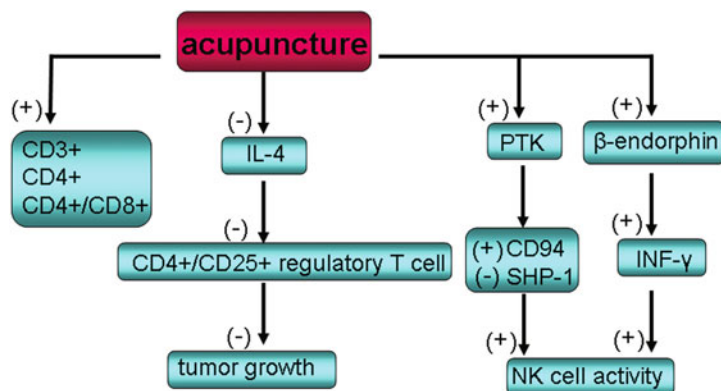 acupuncture
(+)
(-)
(+)
(+)
CD3+
CD4+
CD4+/CD8+
IL-4
PTK
β-endorphin
(-)
(+)
CD4+/CD25+ regulatory T cell
(+) CD94
(-) SHP-1
INF-γ
(-)
(+)
(+)
tumor growth
NK cell activity